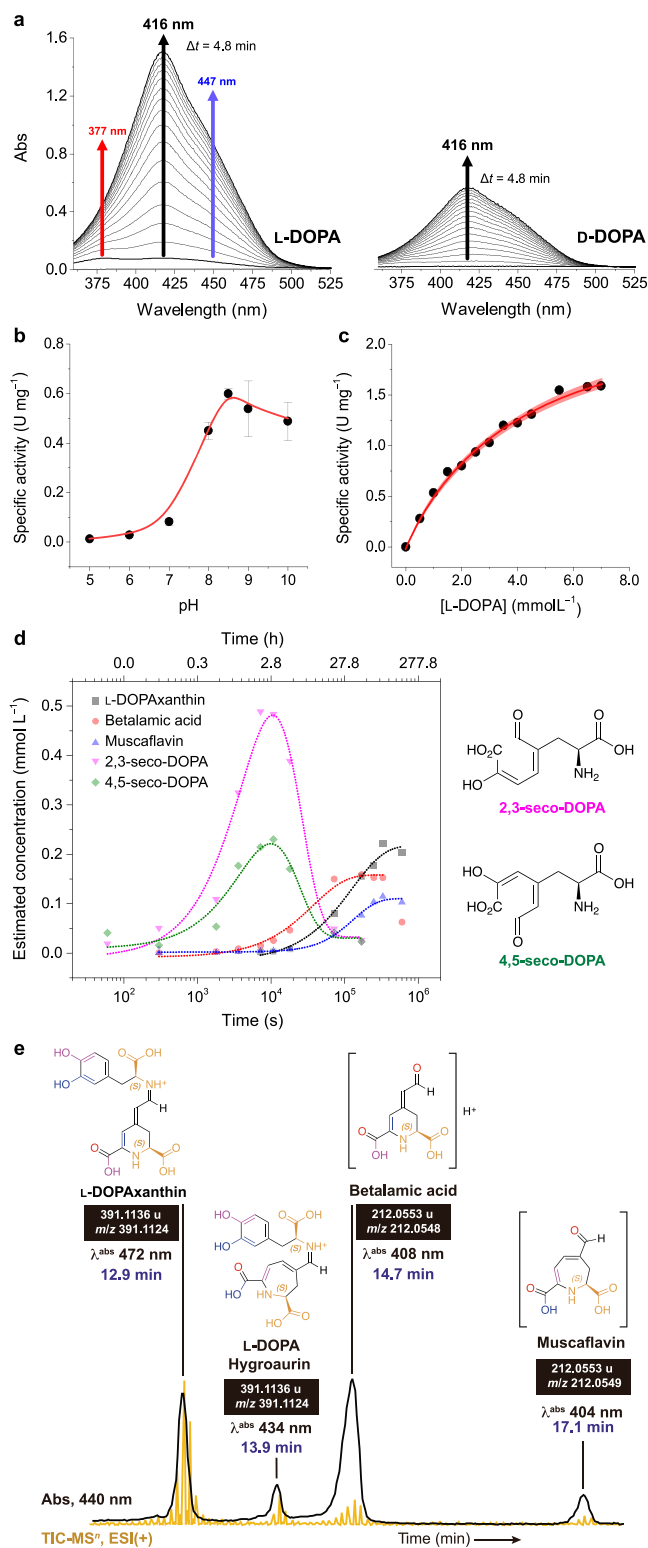 a
416 nm
Δt = 4.8 min
447 nm
377 nm
1.6
1.2
0.8
0.4
0.0
Abs
L-DOPA
375 400 425 450 475 500 525
Wavelength (nm)
416 nm
Δt = 4.8 min
D-DOPA
375 400 425 450 475 500 525
Wavelength (nm)
b
0.8
0.6
0.4
0.2
0.0
Specific activity (U mg⁻¹)
5 6 7 8 9 10
pH
c
2.0
1.5
1.0
0.5
0.0
Specific activity (U mg⁻¹)
0.0 2.0 4.0 6.0 8.0
[L-DOPA] (mmolL⁻¹)
d
Time (h)
0.0 0.3 2.8 27.8 277.8
L-DOPAxanthin
Betalamic acid
Muscaflavin
2,3-seco-DOPA
4,5-seco-DOPA
0.5
0.4
0.3
0.2
0.1
0.0
Estimated concentration (mmol L⁻¹)
10² 10³ 10⁴ 10⁵ 10⁶
Time (s)
O
O
HO₂C
OH
HO
NH₂
2,3-seco-DOPA
HO
O
HO₂C
OH
NH₂
O
4,5-seco-DOPA
e
HO
O
OH
HO
(S)
NH⁺
H
(S)
O
N
H
O
OH
OH
L-DOPAxanthin
391.1136 u
m/z 391.1124
λᵃᵇˢ 472 nm
12.9 min
HO
O
OH
HO
(S)
NH⁺
H
O
(S)
HO
NH
O
HO
L-DOPA
Hygroaurin
391.1136 u
m/z 391.1124
λᵃᵇˢ 434 nm
13.9 min
O
H
H⁺
(S)
O
N
H
O
OH
OH
Betalamic acid
212.0553 u
m/z 212.0548
λᵃᵇˢ 408 nm
14.7 min
H
O
(S)
O
N
H
O
OH
OH
Muscaflavin
212.0553 u
m/z 212.0549
λᵃᵇˢ 404 nm
17.1 min
Abs, 440 nm
TIC-MSⁿ, ESI(+)
Time (min)